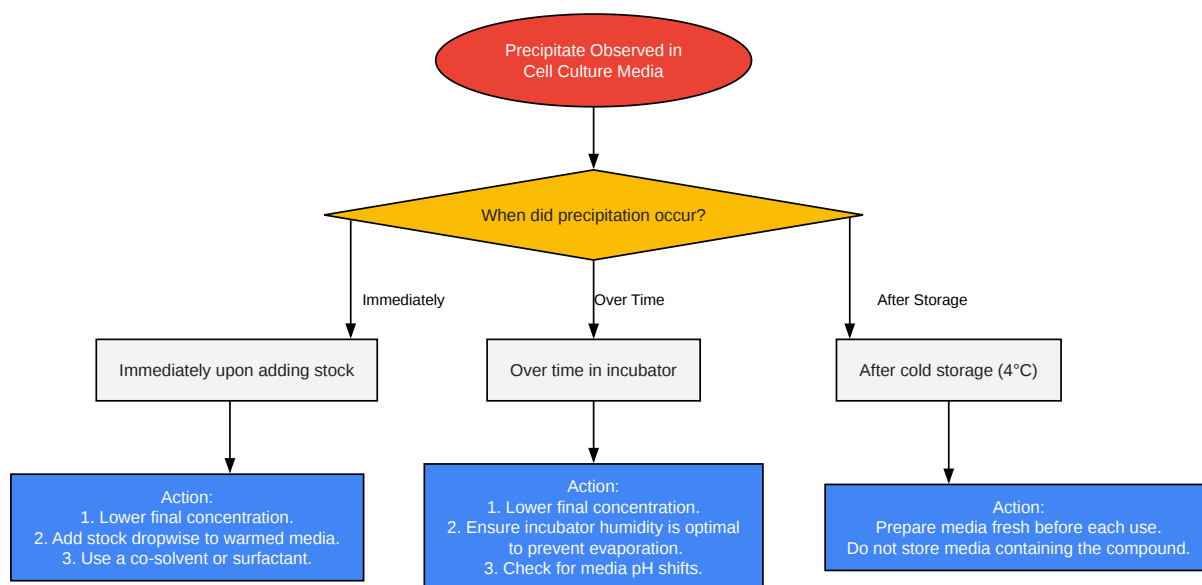 Precipitate Observed in
Cell Culture Media
When did precipitation occur?
Immediately
Over Time
After Storage
Immediately upon adding stock
Over time in incubator
After cold storage (4°C)
Action:
1. Lower final concentration.
2. Add stock dropwise to warmed media.
3. Use a co-solvent or surfactant.
Action:
1. Lower final concentration.
2. Ensure incubator humidity is optimal
to prevent evaporation.
3. Check for media pH shifts.
Action:
Prepare media fresh before each use.
Do not store media containing the compound.